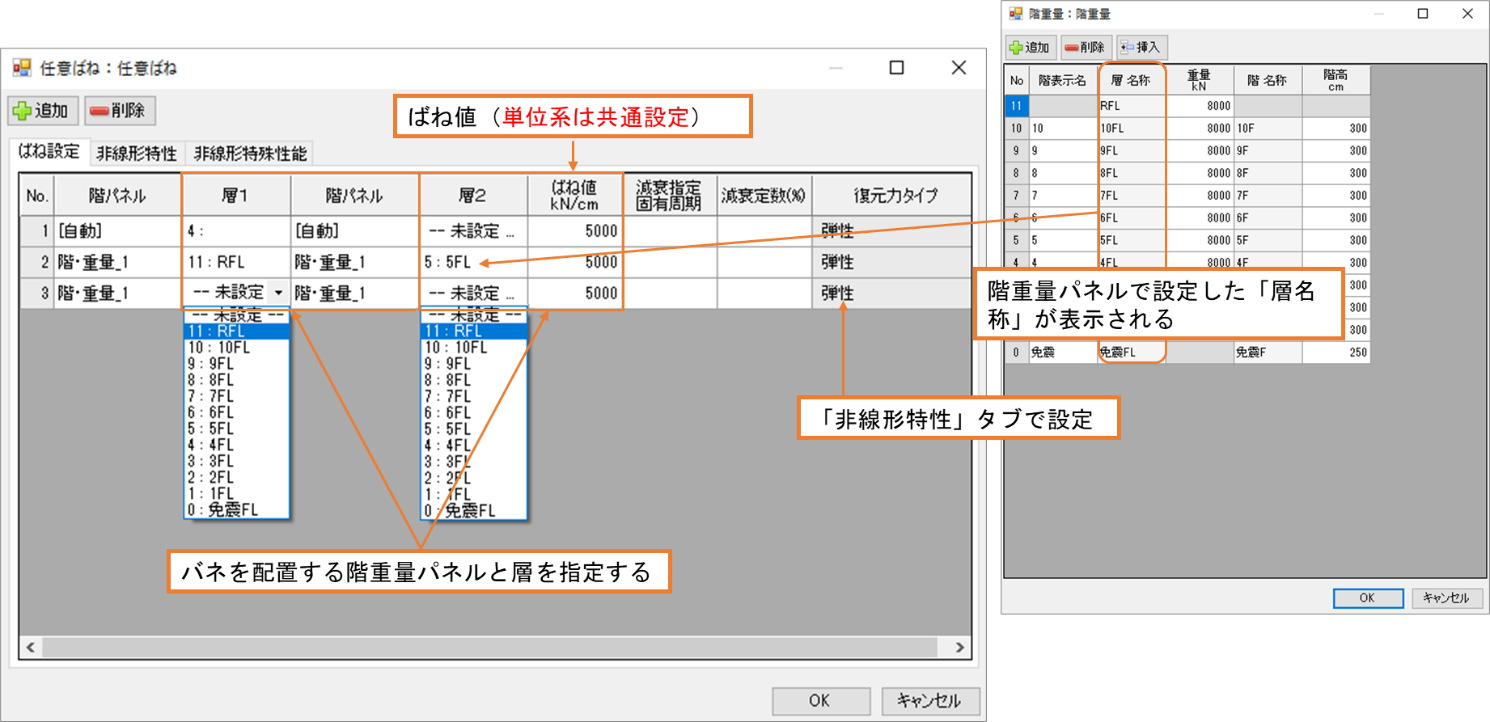 任意ばね：任意ばね
追加 削除
ばね設定 非線形特性 非線形特殊性能
ばね値（単位系は共通設定）
No. 階パネル 層1 階パネル 層2 ばね値 kN/cm 減衰指定 固有周期 減衰定数(%) 復元力タイプ
1 [自動] 4： [自動] -- 未設定 ... 5000 弾性
2 階・重量_1 11：RFL 階・重量_1 5：5FL 5000 弾性
3 階・重量_1 -- 未設定 階・重量_1 -- 未設定 ... 5000 弾性
-- 未設定 --
11：RFL
10：10FL
9：9FL
8：8FL
7：7FL
6：6FL
5：5FL
4：4FL
3：3FL
2：2FL
1：1FL
0：免震FL
-- 未設定 --
11：RFL
10：10FL
9：9FL
8：8FL
7：7FL
6：6FL
5：5FL
4：4FL
3：3FL
2：2FL
1：1FL
0：免震FL
バネを配置する階重量パネルと層を指定する
「非線形特性」タブで設定
OK キャンセル
階重量：階重量
追加 削除 挿入
No 階表示名 層 名称 重量 kN 階 名称 階高 cm
11 RFL 8000
10 10 10FL 8000 10F 300
9 9 9FL 8000 9F 300
8 8 8FL 8000 8F 300
7 7 7FL 8000 7F 300
6 6 6FL 8000 6F 300
5 5 5FL 8000 5F 300
4 4 4FL 8000 4F 300
300
300
300
0 免震 免震FL 免震F 250
階重量パネルで設定した「層名
称」が表示される
OK キャンセル